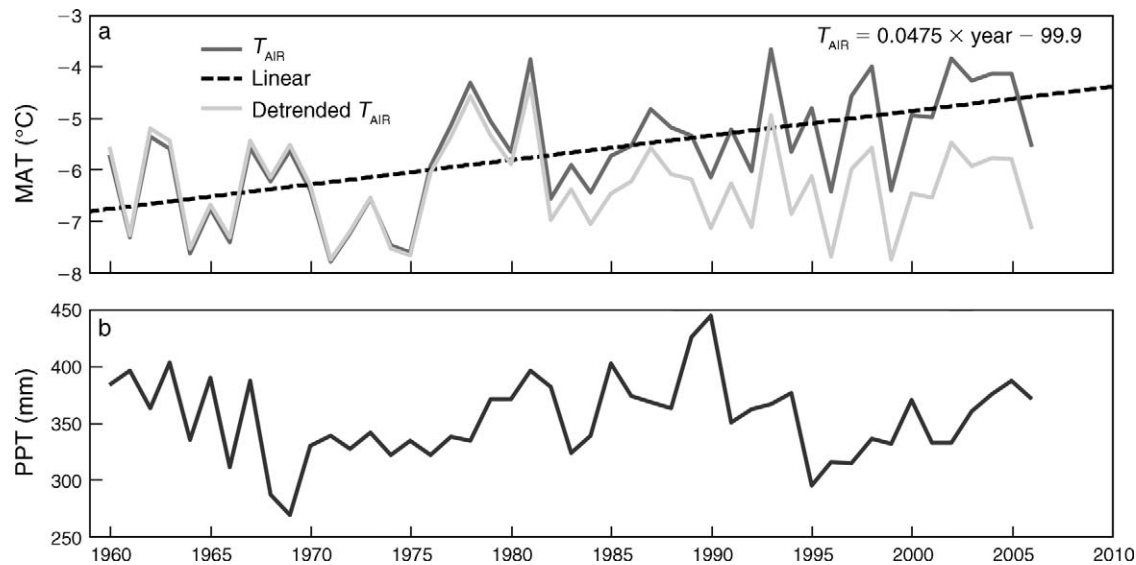 −3
−4
−5
−6
−7
−8
MAT (°C)
a
T_AIR
Linear
Detrended T_AIR
T_AIR = 0.0475 × year − 99.9
450
400
350
300
250
PPT (mm)
b
1960 1965 1970 1975 1980 1985 1990 1995 2000 2005 2010